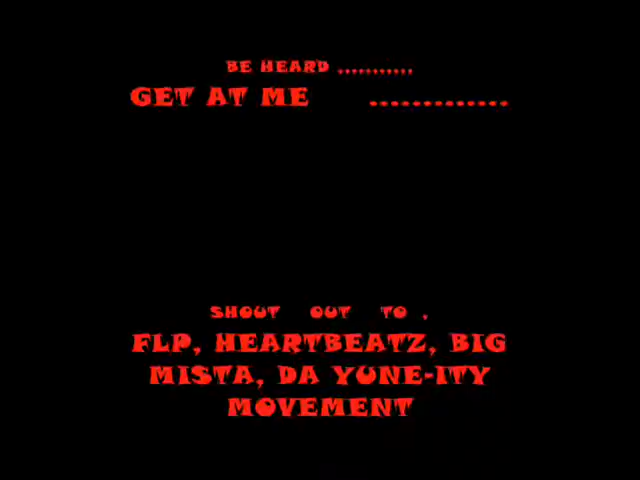 BE HEARD ,,,,,,,,,,,
GET AT ME .............
SHOUT OUT TO ,
FLP, HEARTBEATZ, BIG
MISTA, DA YUNE-ITY
MOVEMENT